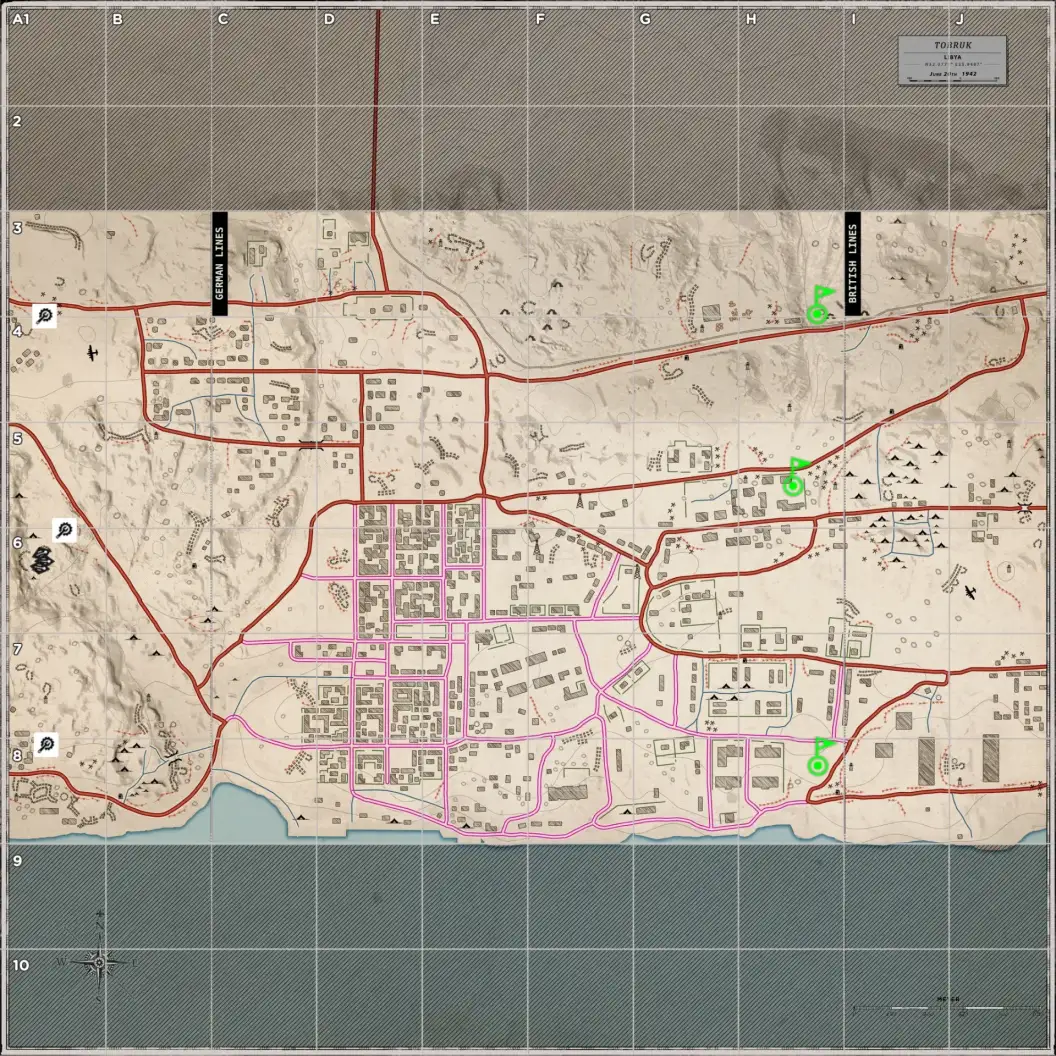 A1 B C D E F G H I J
TOBRUK
LIBYA
June 20th 1942
2
3
GERMAN LINES
BRITISH LINES
4
5
6
7
8
9
10
N
W E
S
METER